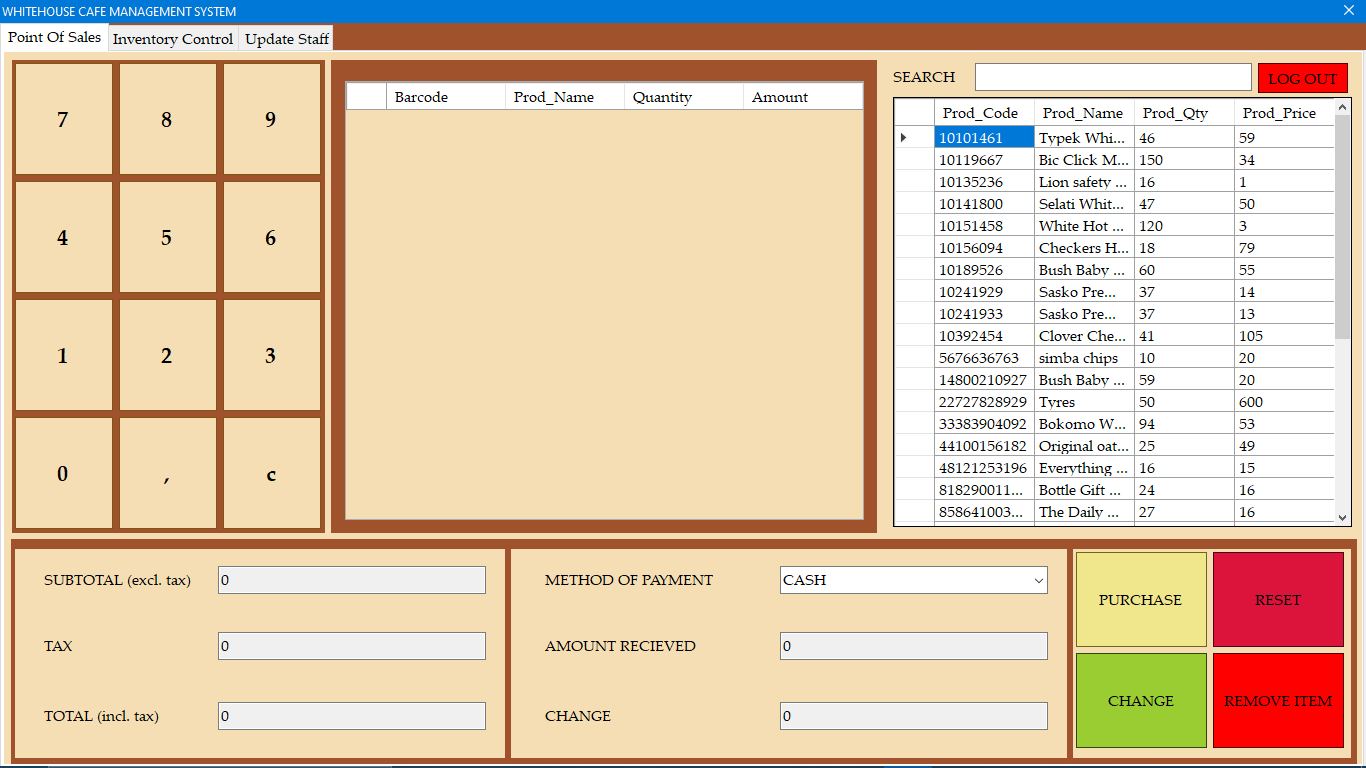 WHITEHOUSE CAFE MANAGEMENT SYSTEM
Point Of Sales Inventory Control Update Staff
7 8 9
4 5 6
1 2 3
0 , c
Barcode Prod_Name Quantity Amount
SEARCH LOG OUT
Prod_Code Prod_Name Prod_Qty Prod_Price
10101461 Typek Whi... 46 59
10119667 Bic Click M... 150 34
10135236 Lion safety ... 16 1
10141800 Selati Whit... 47 50
10151458 White Hot ... 120 3
10156094 Checkers H... 18 79
10189526 Bush Baby ... 60 55
10241929 Sasko Pre... 37 14
10241933 Sasko Pre... 37 13
10392454 Clover Che... 41 105
5676636763 simba chips 10 20
14800210927 Bush Baby ... 59 20
22727828929 Tyres 50 600
33383904092 Bokomo W... 94 53
44100156182 Original oat... 25 49
48121253196 Everything ... 16 15
818290011... Bottle Gift ... 24 16
858641003... The Daily ... 27 16
SUBTOTAL (excl. tax) 0
TAX 0
TOTAL (incl. tax) 0
METHOD OF PAYMENT CASH
AMOUNT RECIEVED 0
CHANGE 0
PURCHASE RESET
CHANGE REMOVE ITEM